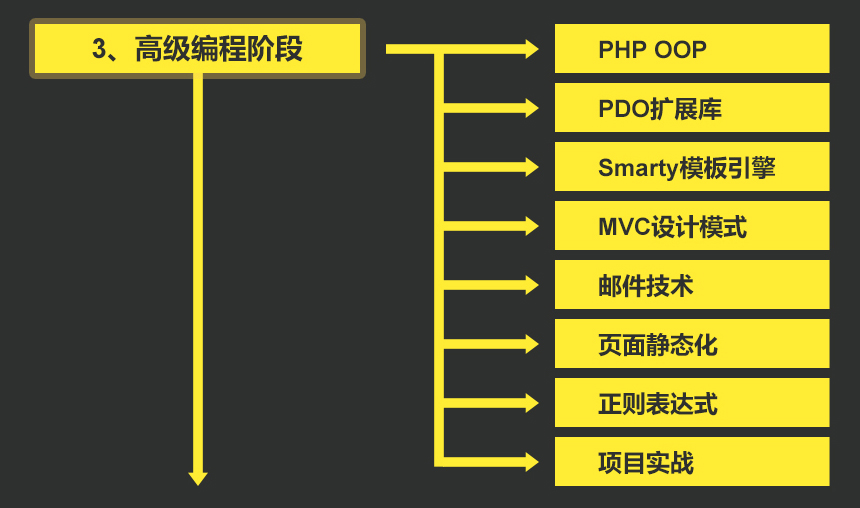 3、高级编程阶段
PHP OOP
PDO扩展库
Smarty模板引擎
MVC设计模式
邮件技术
页面静态化
正则表达式
项目实战